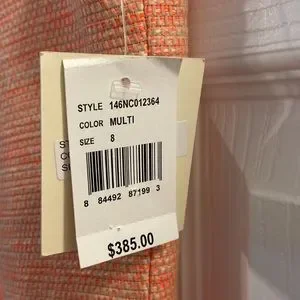 STYLE 146NC012364
COLOR MULTI
SIZE 8
8 84492 87199 3
$385.00